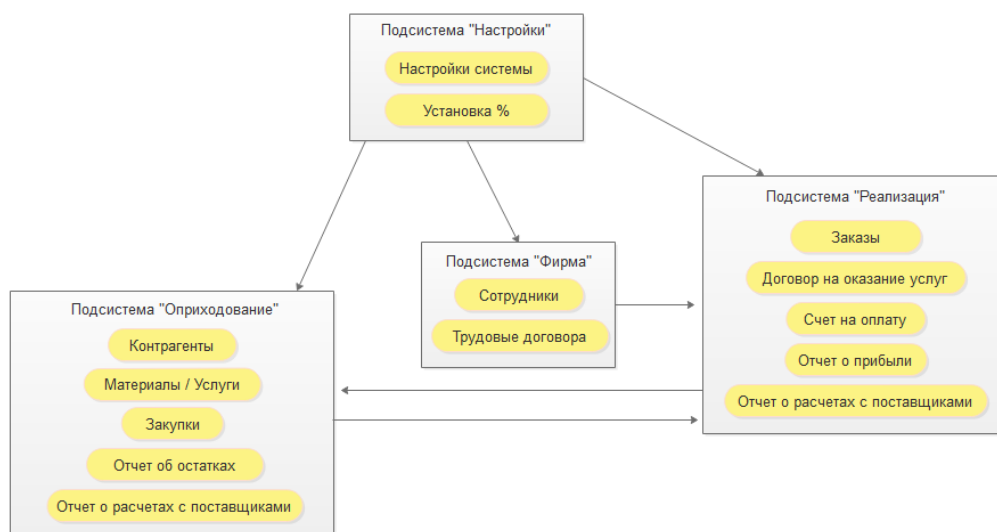 Подсистема "Настройки"
Настройки системы
Установка %
Подсистема "Реализация"
Заказы
Договор на оказание услуг
Счет на оплату
Отчет о прибыли
Отчет о расчетах с поставщиками
Подсистема "Фирма"
Сотрудники
Трудовые договора
Подсистема "Оприходование"
Контрагенты
Материалы / Услуги
Закупки
Отчет об остатках
Отчет о расчетах с поставщиками